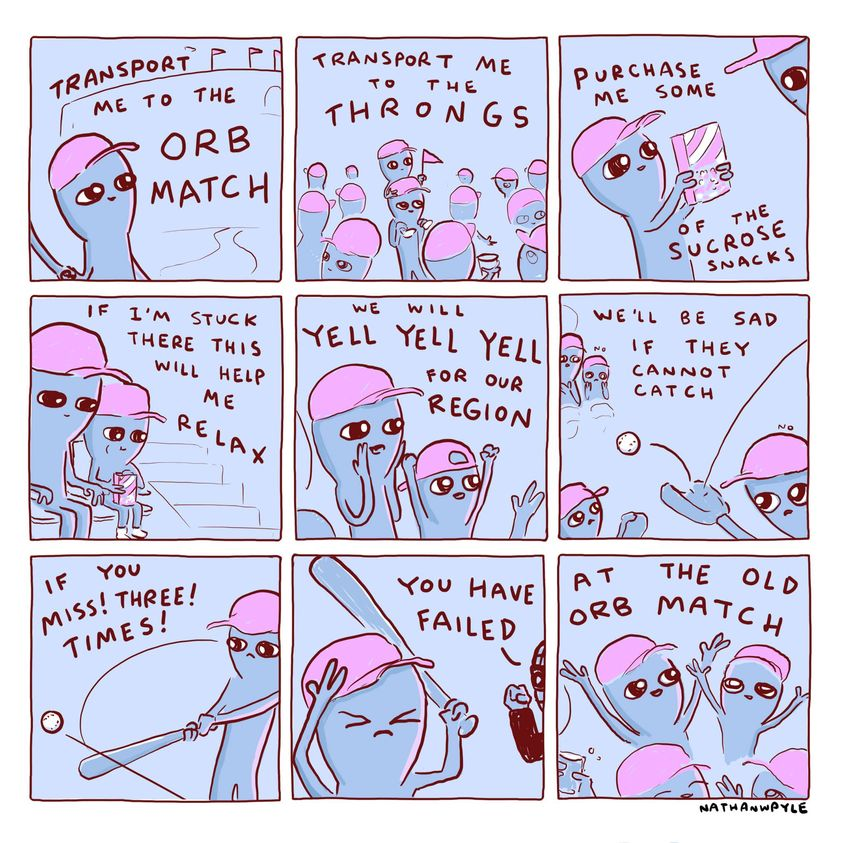 TRANSPORT
ME TO THE
ORB
MATCH
TRANSPORT ME
TO THE
THRONGS
PURCHASE
ME SOME
OF THE
SUCROSE
SNACKS
IF I'M STUCK
THERE THIS
WILL HELP
ME
RELAX
WE WILL
YELL YELL YELL
FOR OUR
REGION
WE'LL BE SAD
IF THEY
CANNOT
CATCH
NO
NO
IF YOU
MISS! THREE!
TIMES!
YOU HAVE
FAILED
AT THE OLD
ORB MATCH
NATHANWPYLE